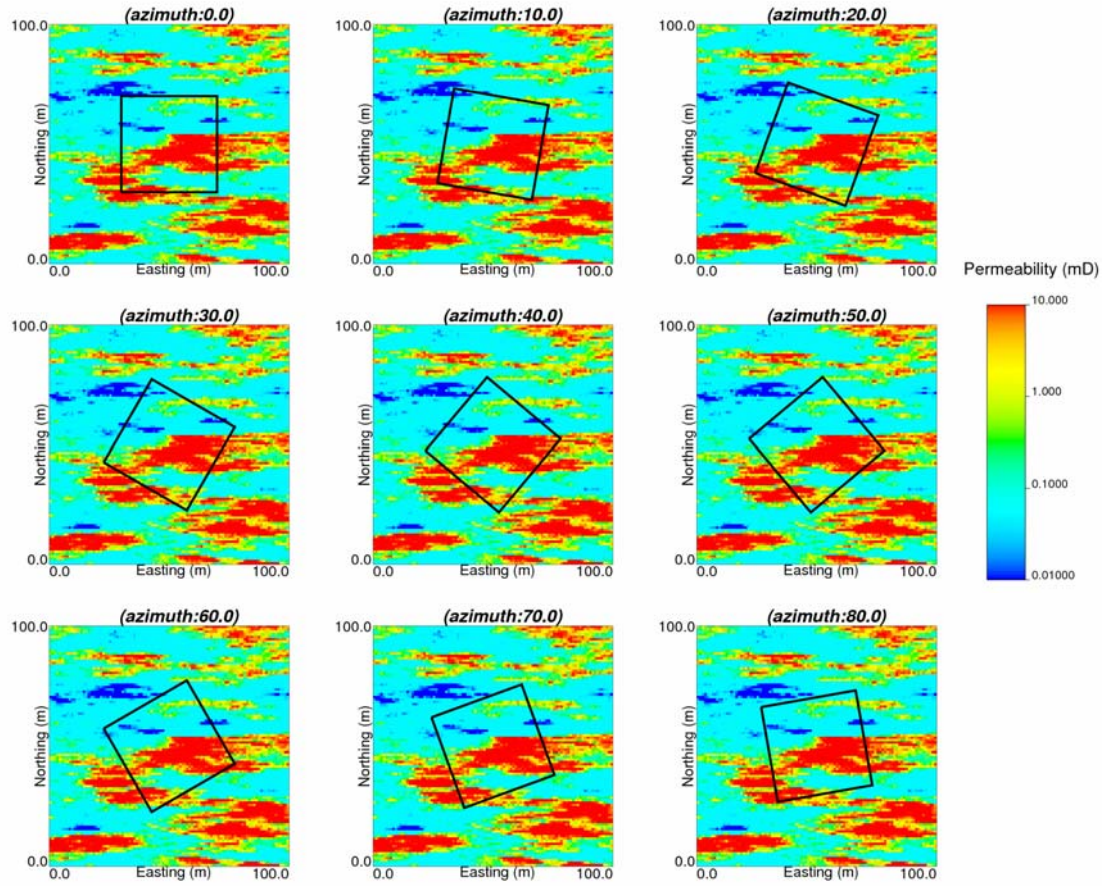 (azimuth:0.0)
(azimuth:10.0)
(azimuth:20.0)
100.0
100.0
100.0
Northing (m)
Northing (m)
Northing (m)
0.0
0.0
0.0
0.0 Easting (m) 100.0
0.0 Easting (m) 100.0
0.0 Easting (m) 100.0
Permeability (mD)
10.000
1.000
0.1000
0.01000
(azimuth:30.0)
(azimuth:40.0)
(azimuth:50.0)
100.0
100.0
100.0
Northing (m)
Northing (m)
Northing (m)
0.0
0.0
0.0
0.0 Easting (m) 100.0
0.0 Easting (m) 100.0
0.0 Easting (m) 100.0
(azimuth:60.0)
(azimuth:70.0)
(azimuth:80.0)
100.0
100.0
100.0
Northing (m)
Northing (m)
Northing (m)
0.0
0.0
0.0
0.0 Easting (m) 100.0
0.0 Easting (m) 100.0
0.0 Easting (m) 100.0